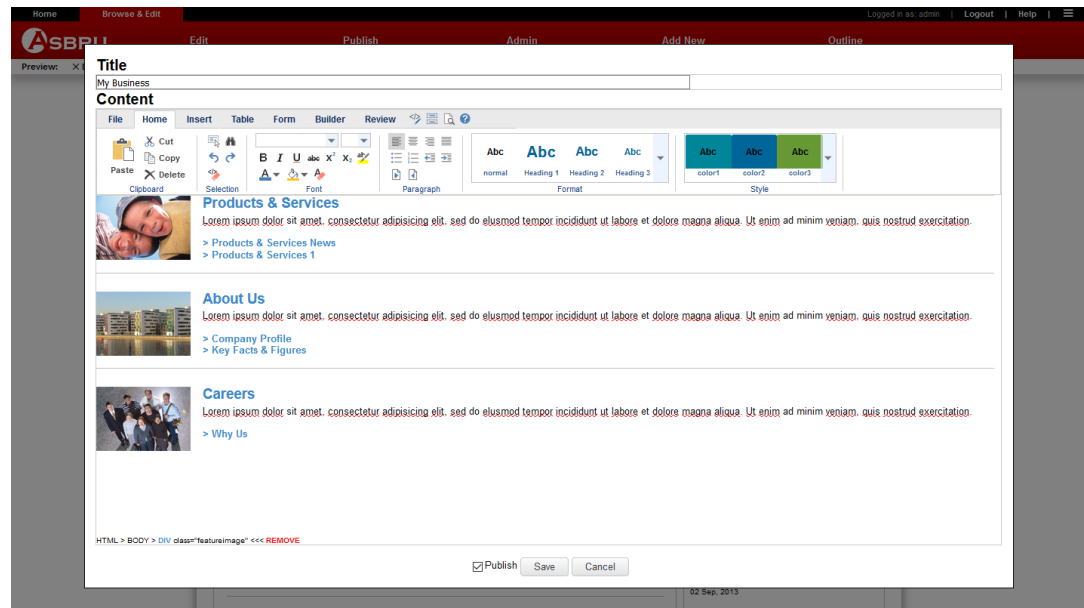 Home Browse & Edit Logged in as: admin | Logout | Help |
ASBRU Edit Publish Admin Add New Outline
Preview:
Title
My Business
Content
File Home Insert Table Form Builder Review
Paste Cut Copy Delete
B I U abc X² X₂ ab
A A
Abc Abc Abc Abc Abc Abc Abc
normal Heading 1 Heading 2 Heading 3 color1 color2 color3
Clipboard Selection Font Paragraph Format Style
Products & Services
Lorem ipsum dolor sit amet, consectetur adipisicing elit, sed do elusmod tempor incididunt ut labore et dolore magna aliqua. Ut enim ad minim veniam, quis nostrud exercitation.
> Products & Services News
> Products & Services 1
About Us
Lorem ipsum dolor sit amet, consectetur adipisicing elit, sed do elusmod tempor incididunt ut labore et dolore magna aliqua. Ut enim ad minim veniam, quis nostrud exercitation.
> Company Profile
> Key Facts & Figures
Careers
Lorem ipsum dolor sit amet, consectetur adipisicing elit, sed do elusmod tempor incididunt ut labore et dolore magna aliqua. Ut enim ad minim veniam, quis nostrud exercitation.
> Why Us
HTML > BODY > DIV class="featureimage" <<< REMOVE
Publish Save Cancel
02 Sep, 2013